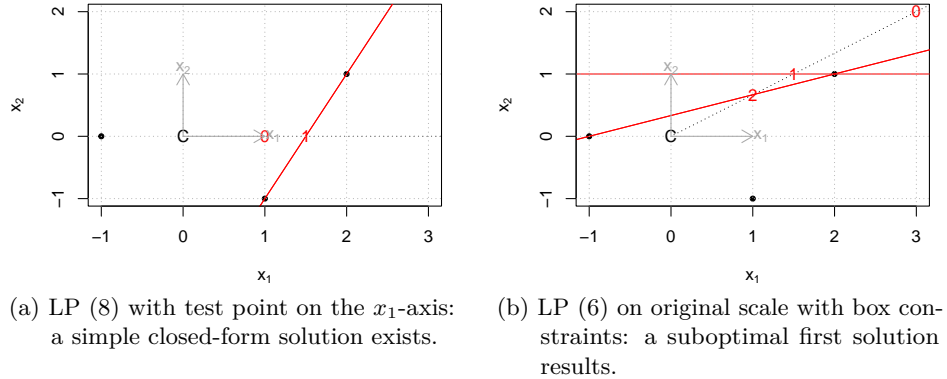 2
1
0
−1
x2
x2
C
0
x1
1
−1
0
1
2
3
x1
(a) LP (8) with test point on the x1-axis:
a simple closed-form solution exists.
2
1
0
−1
x2
0
x2
1
2
C
x1
−1
0
1
2
3
x1
(b) LP (6) on original scale with box con-
straints: a suboptimal first solution
results.